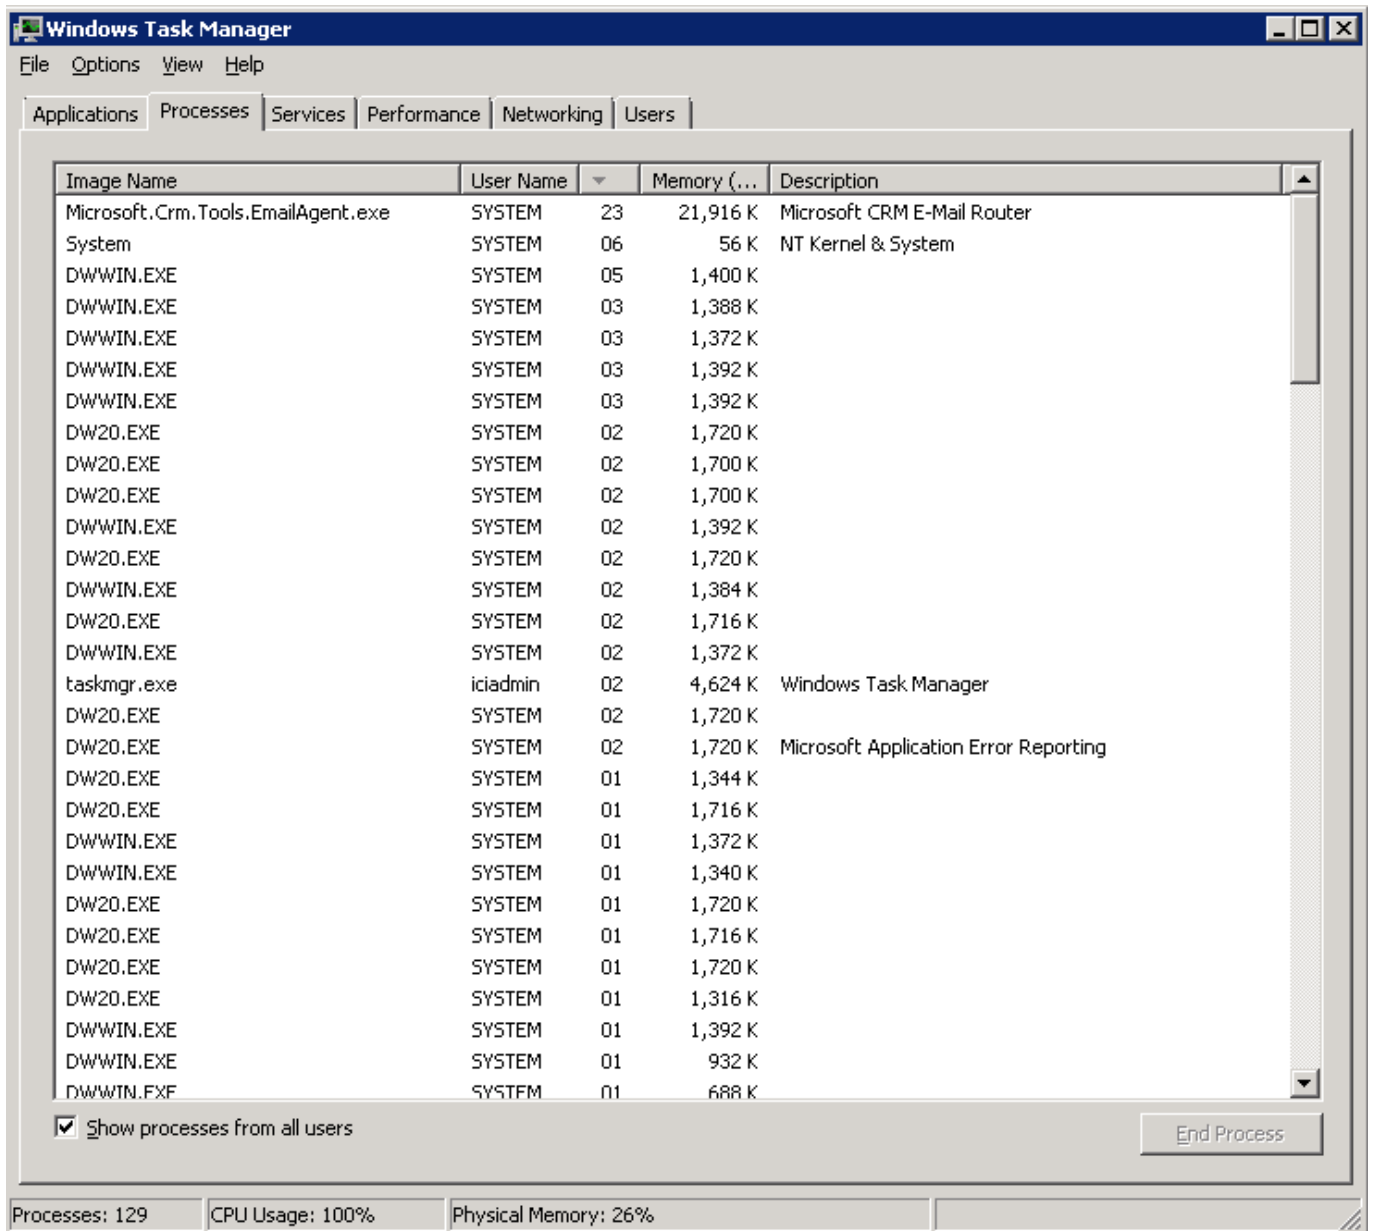 Windows Task Manager
File Options View Help
Applications Processes Services Performance Networking Users
Image Name User Name Memory (... Description
Microsoft.Crm.Tools.EmailAgent.exe SYSTEM 23 21,916 K Microsoft CRM E-Mail Router
System SYSTEM 06 56 K NT Kernel & System
DWWIN.EXE SYSTEM 05 1,400 K
DWWIN.EXE SYSTEM 03 1,388 K
DWWIN.EXE SYSTEM 03 1,372 K
DWWIN.EXE SYSTEM 03 1,392 K
DWWIN.EXE SYSTEM 03 1,392 K
DW20.EXE SYSTEM 02 1,720 K
DW20.EXE SYSTEM 02 1,700 K
DW20.EXE SYSTEM 02 1,700 K
DWWIN.EXE SYSTEM 02 1,392 K
DW20.EXE SYSTEM 02 1,720 K
DWWIN.EXE SYSTEM 02 1,384 K
DW20.EXE SYSTEM 02 1,716 K
DWWIN.EXE SYSTEM 02 1,372 K
taskmgr.exe iciadmin 02 4,624 K Windows Task Manager
DW20.EXE SYSTEM 02 1,720 K
DW20.EXE SYSTEM 02 1,720 K Microsoft Application Error Reporting
DW20.EXE SYSTEM 01 1,344 K
DW20.EXE SYSTEM 01 1,716 K
DWWIN.EXE SYSTEM 01 1,372 K
DWWIN.EXE SYSTEM 01 1,340 K
DW20.EXE SYSTEM 01 1,720 K
DW20.EXE SYSTEM 01 1,716 K
DW20.EXE SYSTEM 01 1,720 K
DW20.EXE SYSTEM 01 1,316 K
DWWIN.EXE SYSTEM 01 1,392 K
DWWIN.EXE SYSTEM 01 932 K
DWWIN.EXE SYSTEM 01 688 K
Show processes from all users
End Process
Processes: 129 CPU Usage: 100% Physical Memory: 26%